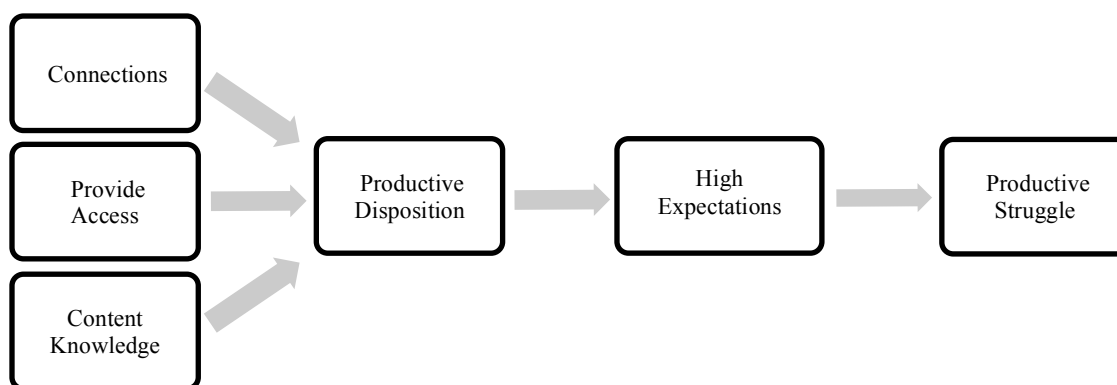 Connections
Provide
Access
Content
Knowledge
Productive
Disposition
High
Expectations
Productive
Struggle